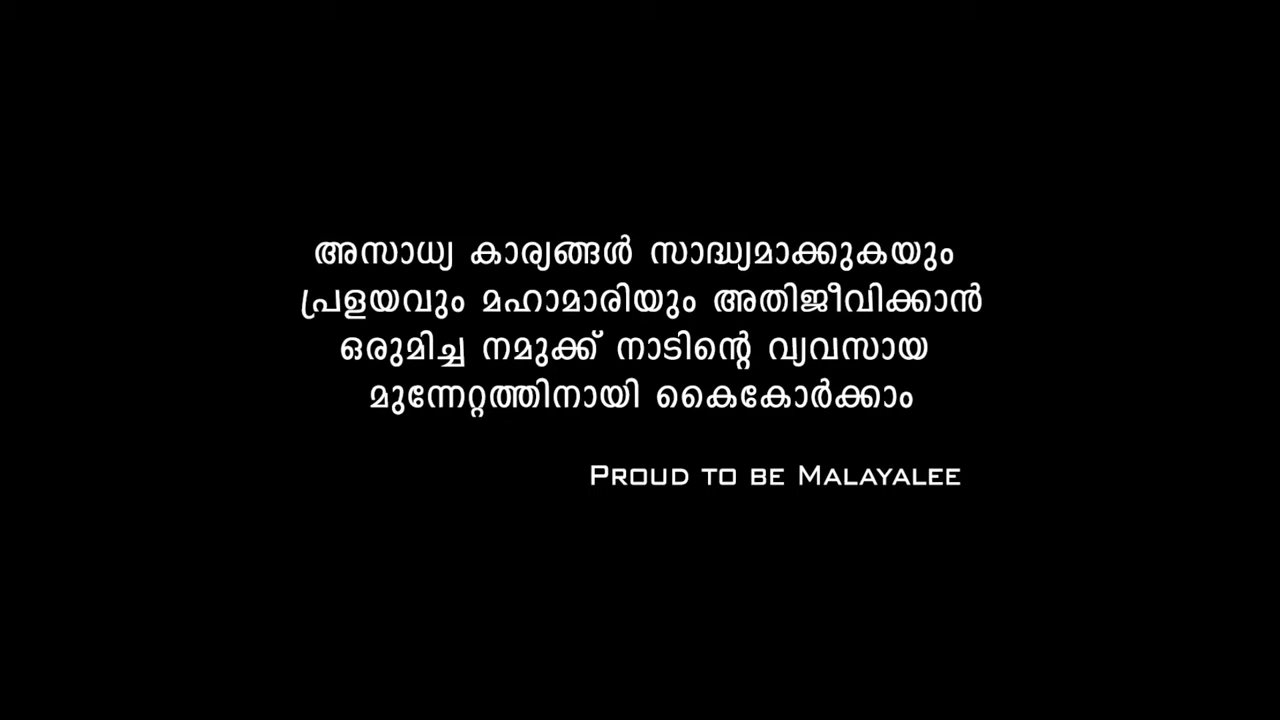 അസാധ്യ കാര്യങ്ങൾ സാദ്ധ്യമാക്കുകയും
പ്രളയവും മഹാമാരിയും അതിജീവിക്കാൻ
ഒരുമിച്ച നമുക്ക് നാടിന്റെ വ്യവസായ
മുന്നേറ്റത്തിനായി കൈകോർക്കാം
Proud to be Malayalee